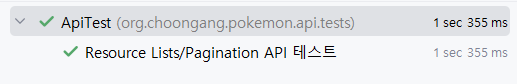 ApiTest (org.choongang.pokemon.api.tests) 1 sec 355 ms
Resource Lists/Pagination API 테스트 1 sec 355 ms